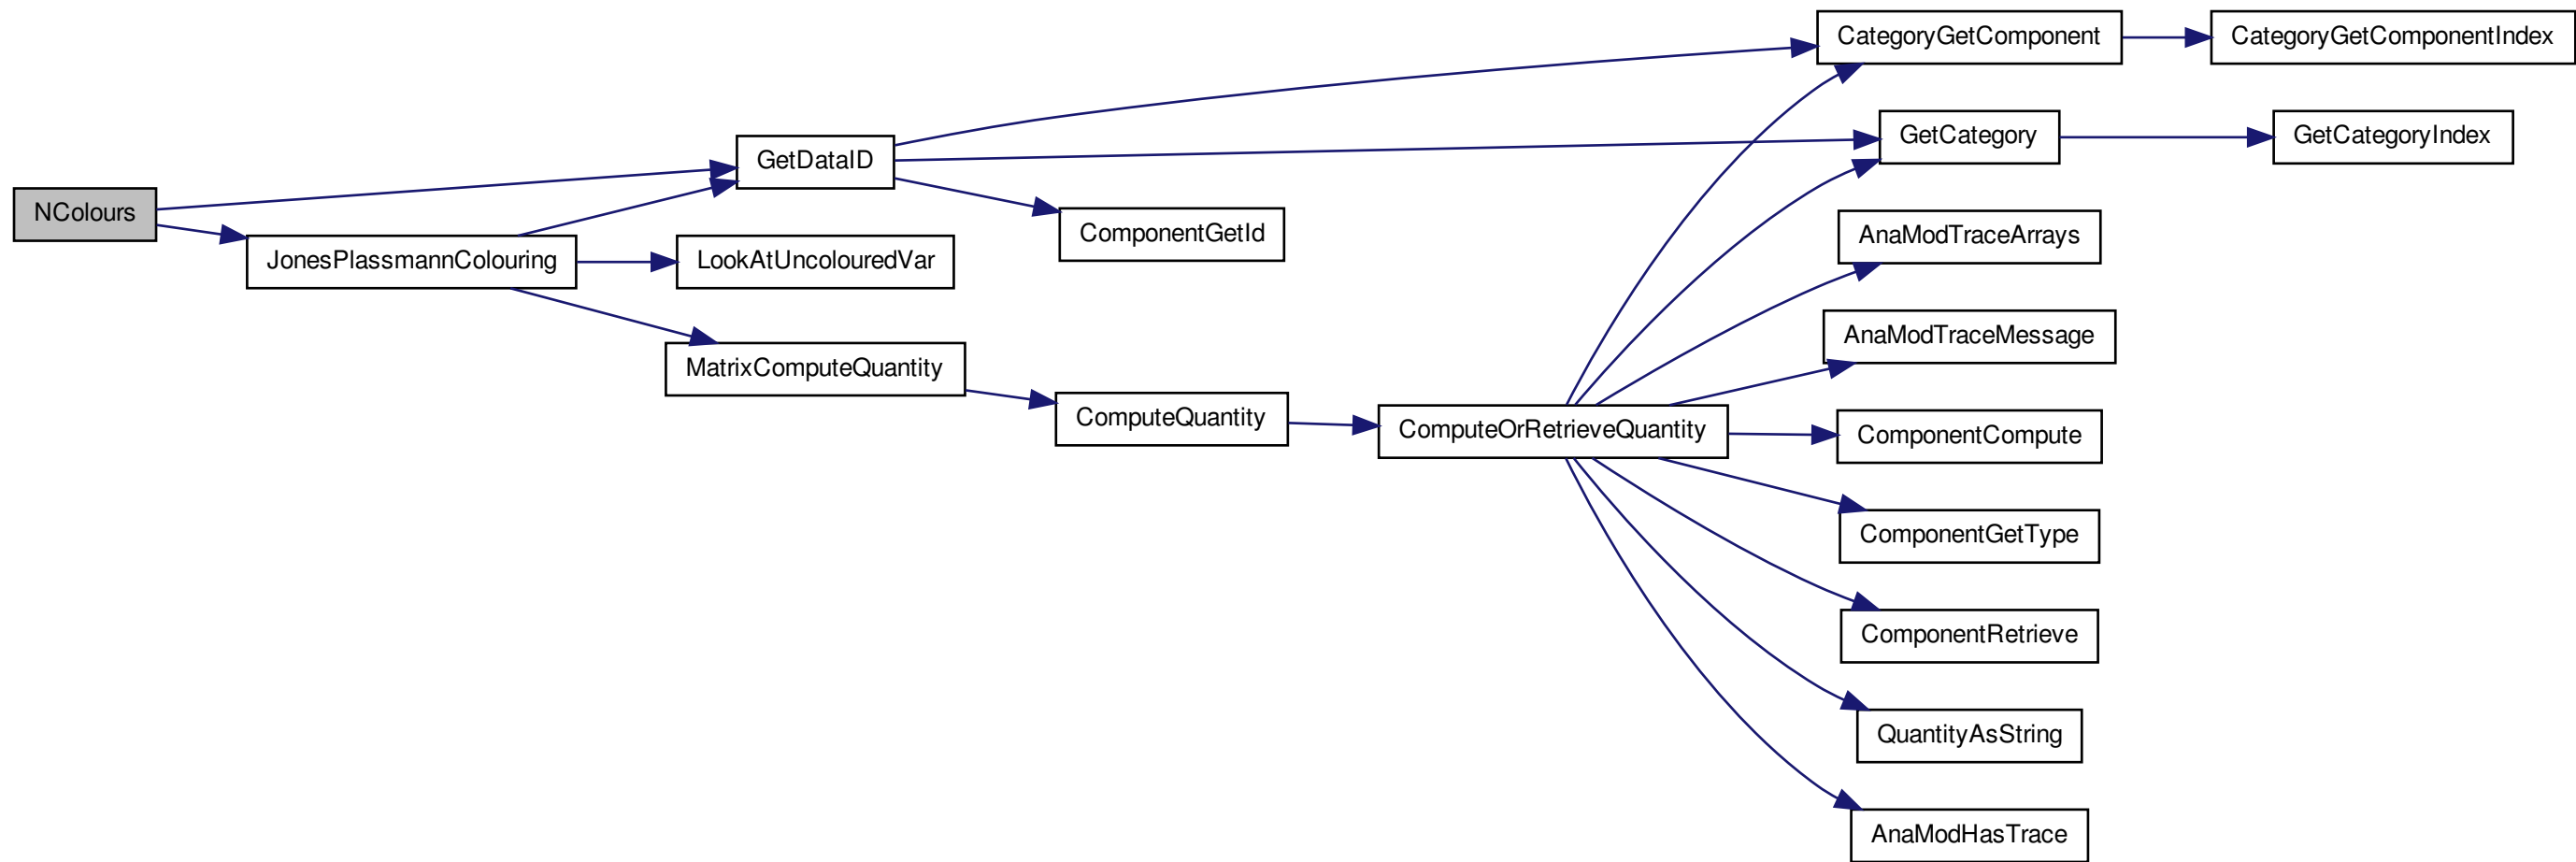 NColours
GetDataID
JonesPlassmannColouring
LookAtUncolouredVar
MatrixComputeQuantity
ComponentGetId
ComputeQuantity
ComputeOrRetrieveQuantity
CategoryGetComponent
CategoryGetComponentIndex
GetCategory
GetCategoryIndex
AnaModTraceArrays
AnaModTraceMessage
ComponentCompute
ComponentGetType
ComponentRetrieve
QuantityAsString
AnaModHasTrace